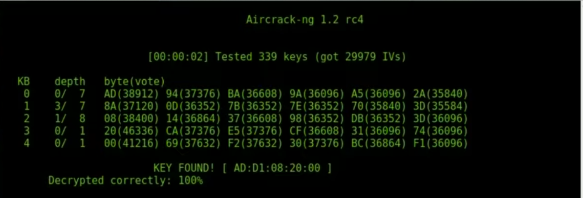 Aircrack-ng 1.2 rc4
[00:00:02] Tested 339 keys (got 29979 IVs)
KB depth byte(vote)
0 0/ 7 AD(38912) 94(37376) BA(36608) 9A(36096) A5(36096) 2A(35840)
1 3/ 7 8A(37120) 0D(36352) 7B(36352) 7E(36352) 70(35840) 3D(35584)
2 1/ 8 08(38400) 14(36864) 37(36608) 98(36352) DB(36352) 3D(36096)
3 0/ 1 20(46336) CA(37376) E5(37376) CF(36608) 31(36096) 74(36096)
4 0/ 1 00(41216) 69(37632) F2(37632) 30(37376) BC(36864) F1(36096)
KEY FOUND! [ AD:D1:08:20:00 ]
Decrypted correctly: 100%